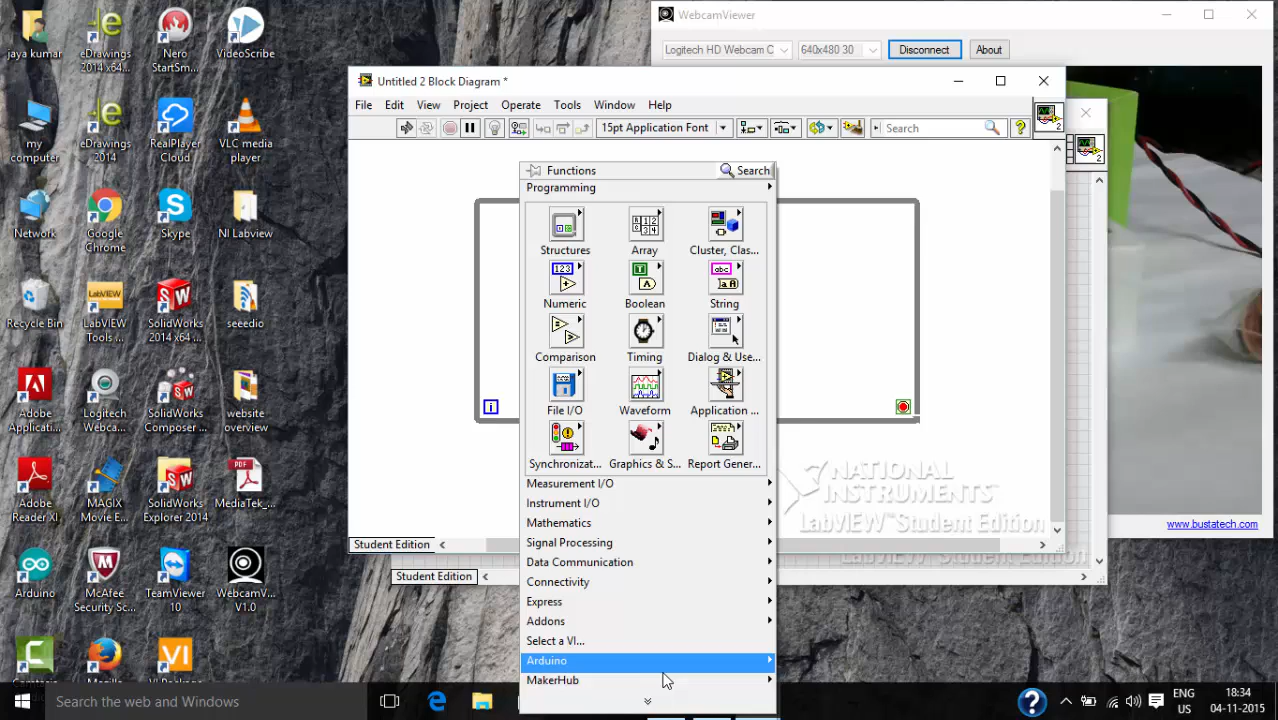 jaya kumar
eDrawings
2014 x64...
Nero
StartSm...
VideoScribe
my
computer
eDrawings
2014
RealPlayer
Cloud
VLC media
player
Network
Google
Chrome
Skype
NI Labview
Recycle Bin
LabVIEW
LabVIEW
Tools ...
SolidWorks
2014 x64 ...
seeedio
Adobe
Applicati...
Logitech
Webca...
SolidWorks
Composer ...
website
overview
Adobe
Reader XI
MAGIX
Movie E...
SolidWorks
Explorer 2014
PDF
MediaTek_...
Arduino
McAfee
Security Sc...
TeamViewer
10
WebcamV...
V1.0
WebcamViewer
Logitech HD Webcam C
640x480 30
Disconnect
About
www.bustatech.com
Untitled 2 Block Diagram *
File Edit View Project Operate Tools Window Help
15pt Application Font
Search
Functions
Search
Programming
Structures
Array
Cluster, Clas...
Numeric
Boolean
String
Comparison
Timing
Dialog & Use...
File I/O
Waveform
Application ...
Synchronizat...
Graphics & S...
Report Gener...
Measurement I/O
Instrument I/O
Mathematics
Signal Processing
Data Communication
Connectivity
Express
Addons
Select a VI...
Arduino
MakerHub
NATIONAL
INSTRUMENTS™
LabVIEW™ Student Edition
Student Edition
LabVIEW Student Edition
Student Edition
Search the web and Windows
ENG
US
18:34
04-11-2015